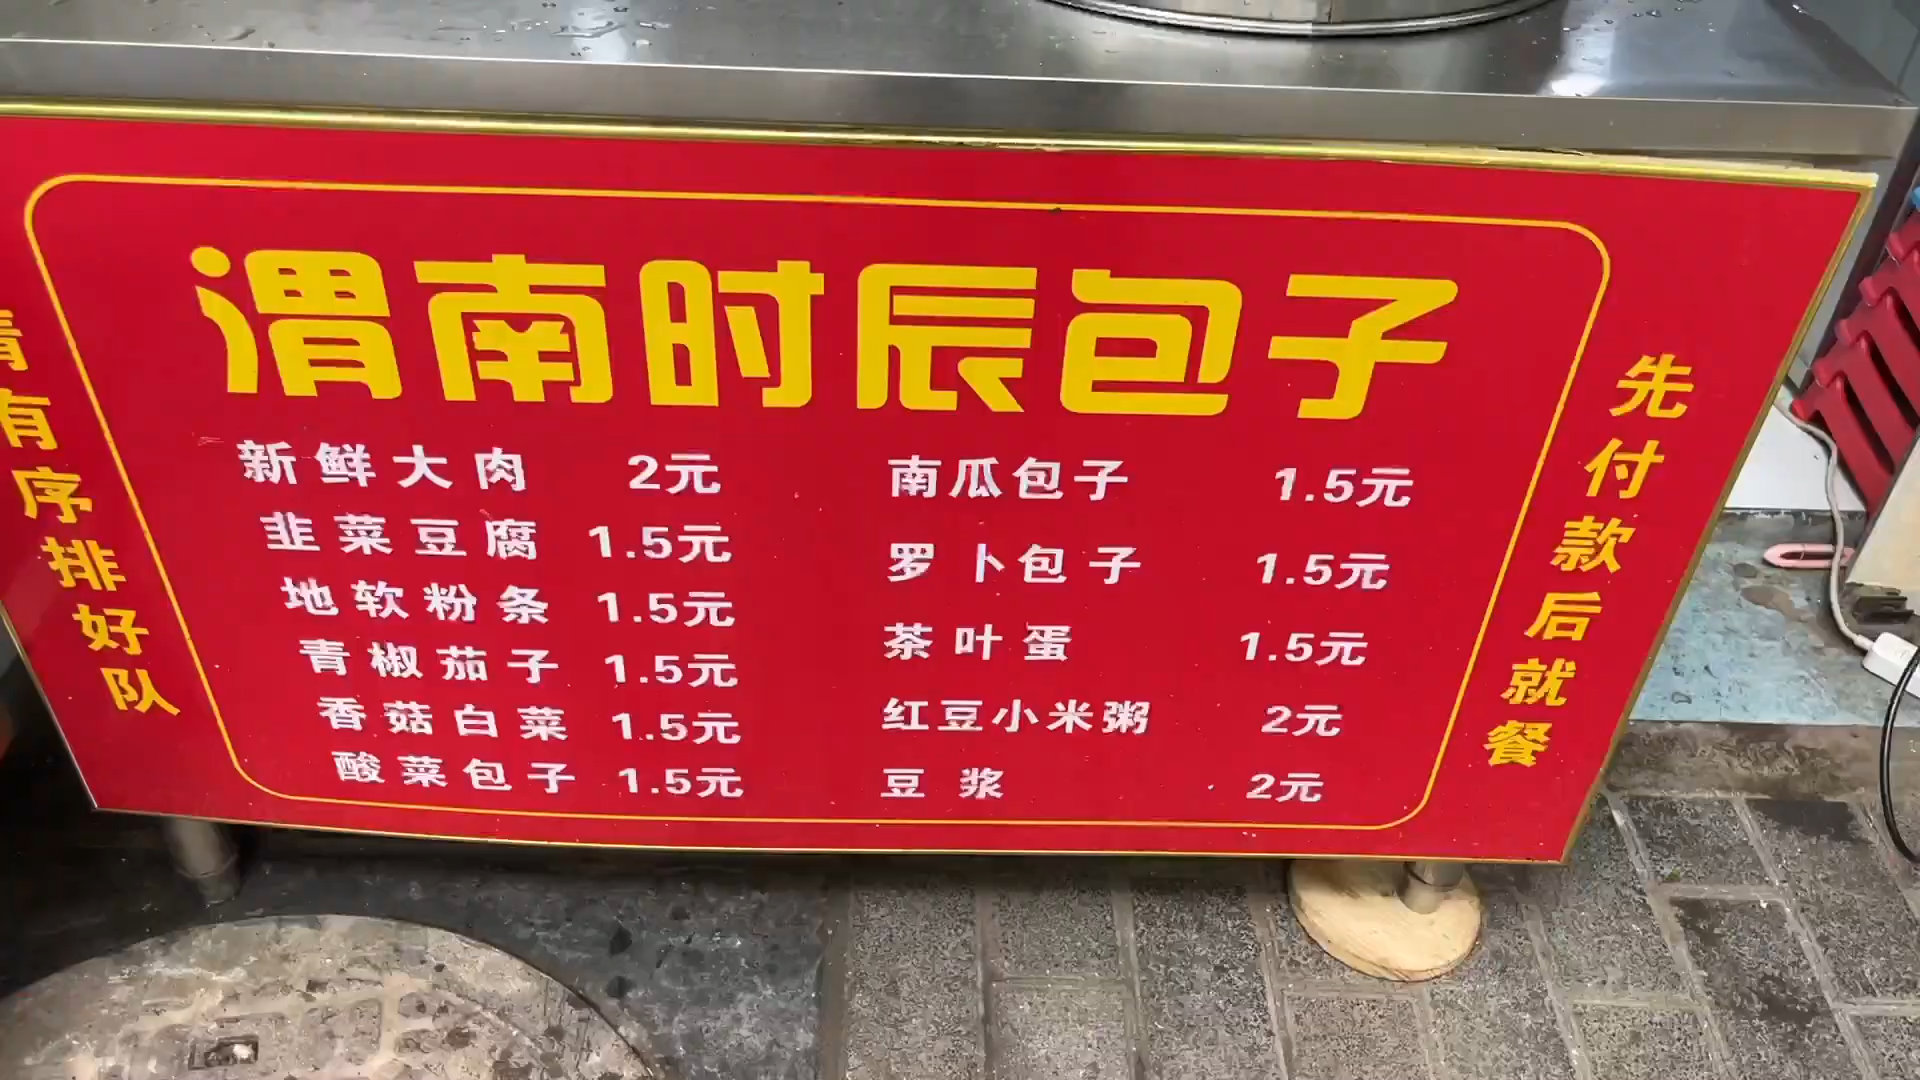 渭南时辰包子
新鲜大肉 2元
韭菜豆腐 1.5元
地软粉条 1.5元
青椒茄子 1.5元
香菇白菜 1.5元
酸菜包子 1.5元
南瓜包子 1.5元
罗卜包子 1.5元
茶叶蛋 1.5元
红豆小米粥 2元
豆浆 2元
请有序排好队
先付款后就餐